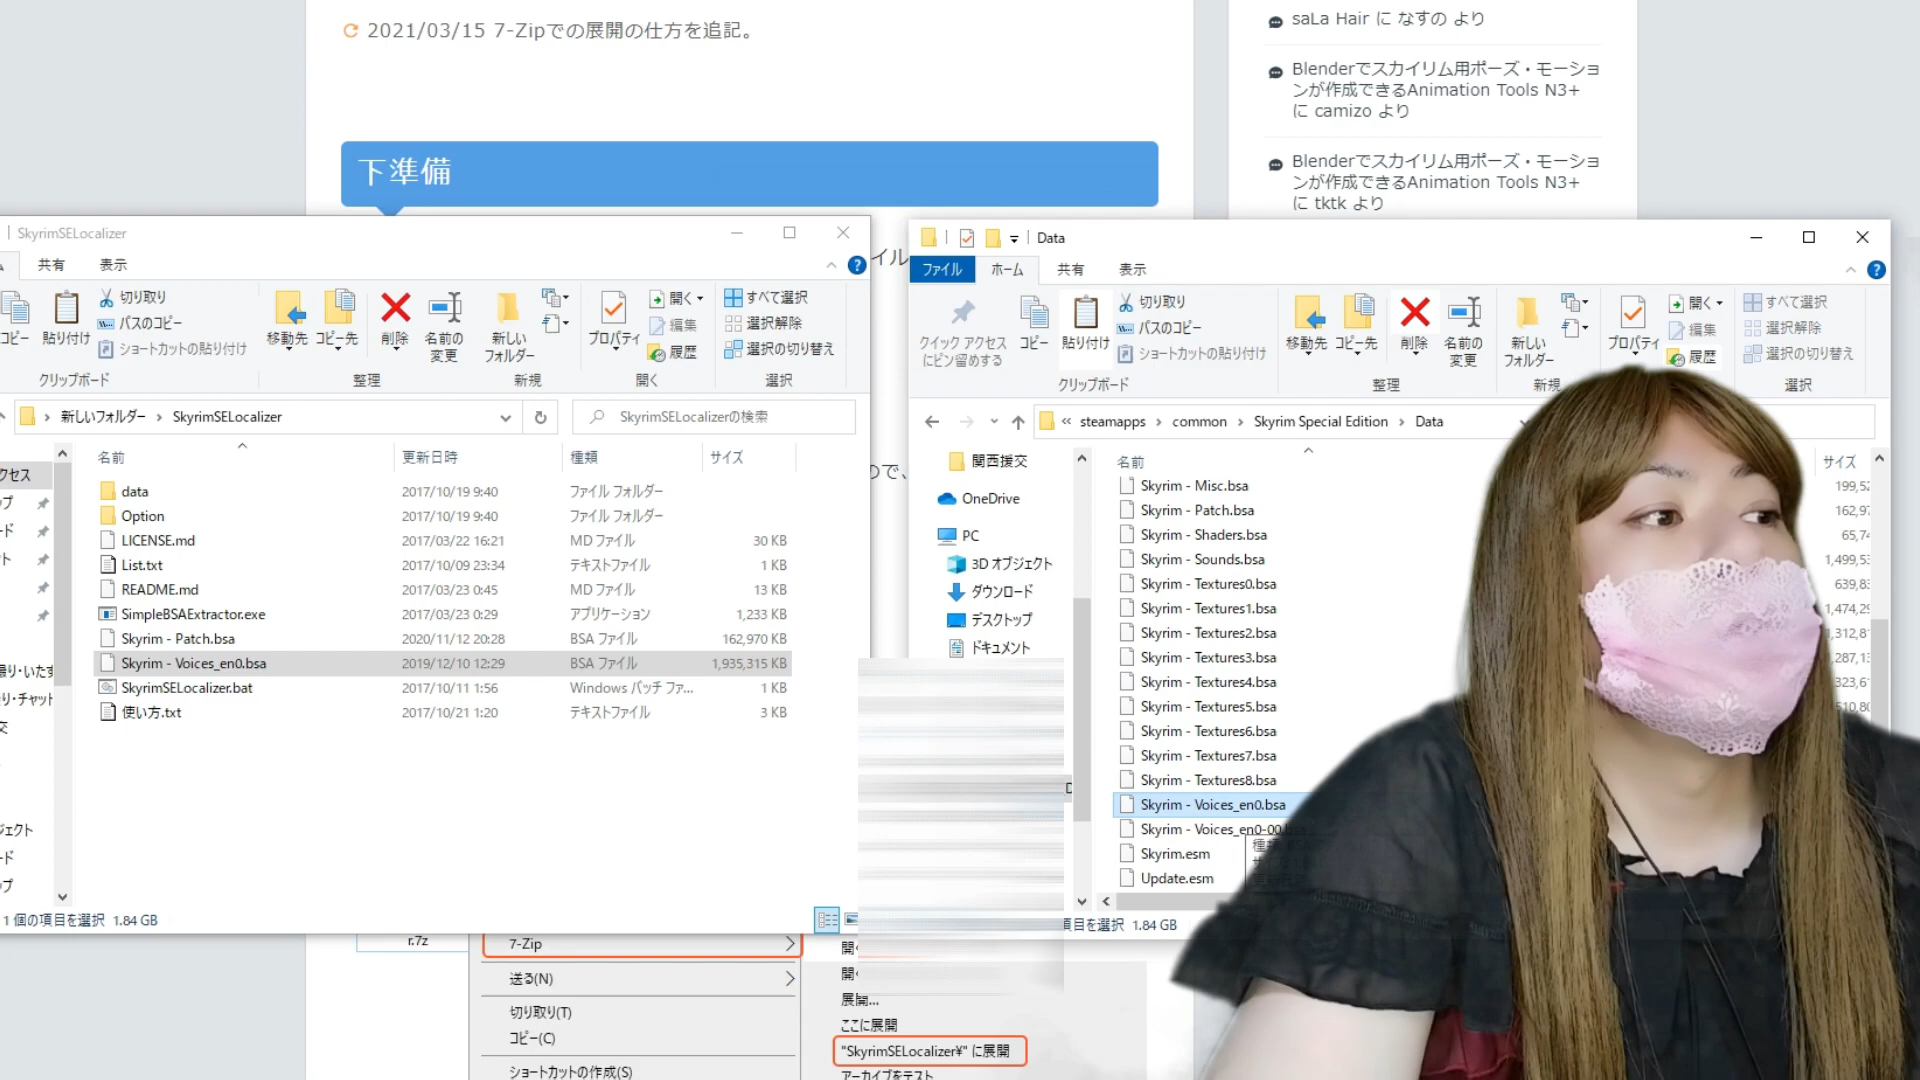 2021/03/15 7-Zipでの展開の仕方を追記。
下準備
saLa Hair に なすの より
Blenderでスカイリム用ポーズ・モーショ
ンが作成できるAnimation Tools N3+
に camizo より
Blenderでスカイリム用ポーズ・モーショ
ンが作成できるAnimation Tools N3+
に tktk より
SkyrimSELocalizer
共有 表示
コピー 貼り付け 切り取り
パスのコピー
ショートカットの貼り付け
移動先 コピー先 削除 名前の
変更
新しい
フォルダー
プロパティ 開く
編集
履歴
すべて選択
選択解除
選択の切り替え
クリップボード 整理 新規 開く 選択
新しいフォルダー › SkyrimSELocalizer
SkyrimSELocalizerの検索
名前 更新日時 種類 サイズ
data 2017/10/19 9:40 ファイル フォルダー
Option 2017/10/19 9:40 ファイル フォルダー
LICENSE.md 2017/03/22 16:21 MD ファイル 30 KB
List.txt 2017/10/09 23:34 テキストファイル 1 KB
README.md 2017/03/23 0:45 MD ファイル 13 KB
SimpleBSAExtractor.exe 2017/03/23 0:29 アプリケーション 1,233 KB
Skyrim - Patch.bsa 2020/11/12 20:28 BSA ファイル 162,970 KB
Skyrim - Voices_en0.bsa 2019/12/10 12:29 BSA ファイル 1,935,315 KB
SkyrimSELocalizer.bat 2017/10/11 1:56 Windows バッチ ファ... 1 KB
使い方.txt 2017/10/21 1:20 テキストファイル 3 KB
1 個の項目を選択 1.84 GB
イル
ので、
Data
ファイル ホーム 共有 表示
クイック アクセス
にピン留めする
コピー 貼り付け 切り取り
パスのコピー
ショートカットの貼り付け
移動先 コピー先 削除 名前の
変更
新しい
フォルダー
プロパティ 開く
編集
履歴
すべて選択
選択解除
選択の切り替え
クリップボード 整理 新規 選択
« steamapps › common › Skyrim Special Edition › Data
関西援交
OneDrive
PC
3D オブジェクト
ダウンロード
デスクトップ
ドキュメント
名前 サイズ
Skyrim - Misc.bsa
Skyrim - Patch.bsa
Skyrim - Shaders.bsa
Skyrim - Sounds.bsa
Skyrim - Textures0.bsa
Skyrim - Textures1.bsa
Skyrim - Textures2.bsa
Skyrim - Textures3.bsa
Skyrim - Textures4.bsa
Skyrim - Textures5.bsa
Skyrim - Textures6.bsa
Skyrim - Textures7.bsa
Skyrim - Textures8.bsa
Skyrim - Voices_en0.bsa
Skyrim - Voices_en0-00
Skyrim.esm
Update.esm
項目を選択 1.84 GB
r.7z
7-Zip
送る(N)
切り取り(T)
コピー(C)
ショートカットの作成(S)
展開...
ここに展開
"SkyrimSELocalizer¥" に展開
アーカイブをテスト